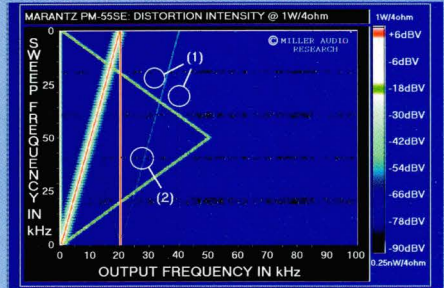 MARANTZ PM-55SE: DISTORTION INTENSITY @ 1W/4ohm
1W/4ohm
© MILLER AUDIO
RESEARCH
SWEEP FREQUENCY IN kHz
0
25
50
25
0
(1)
(2)
0 10 20 30 40 50 60 70 80 90 100
OUTPUT FREQUENCY IN kHz
+6dBV
-6dBV
-18dBV
-30dBV
-42dBV
-54dBV
-66dBV
-78dBV
-90dBV
0.25nW/4ohm